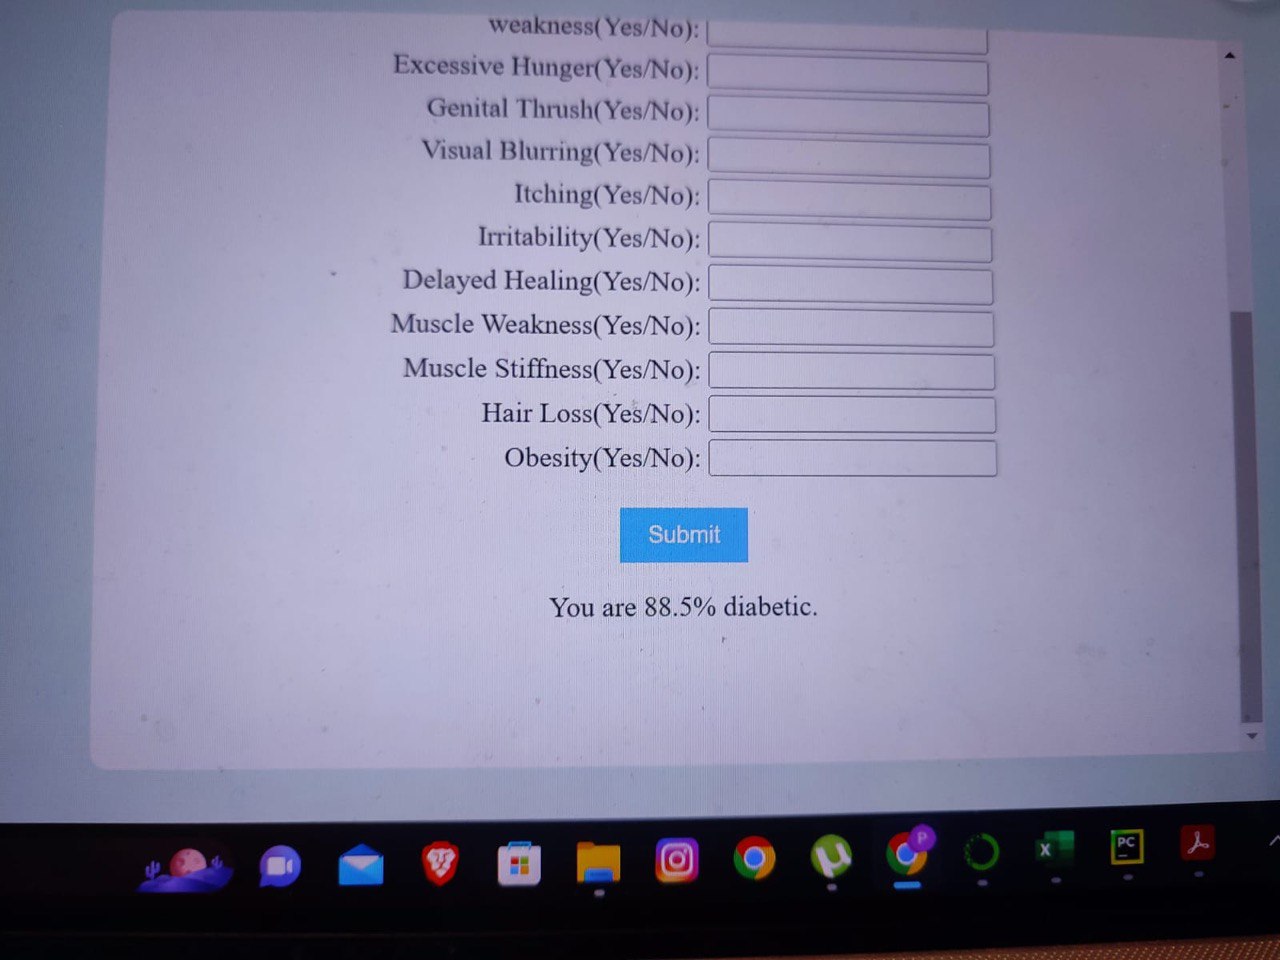 weakness(Yes/No):
Excessive Hunger(Yes/No):
Genital Thrush(Yes/No):
Visual Blurring(Yes/No):
Itching(Yes/No):
Irritability(Yes/No):
Delayed Healing(Yes/No):
Muscle Weakness(Yes/No):
Muscle Stiffness(Yes/No):
Hair Loss(Yes/No):
Obesity(Yes/No):
Submit
You are 88.5% diabetic.
P
X
PC